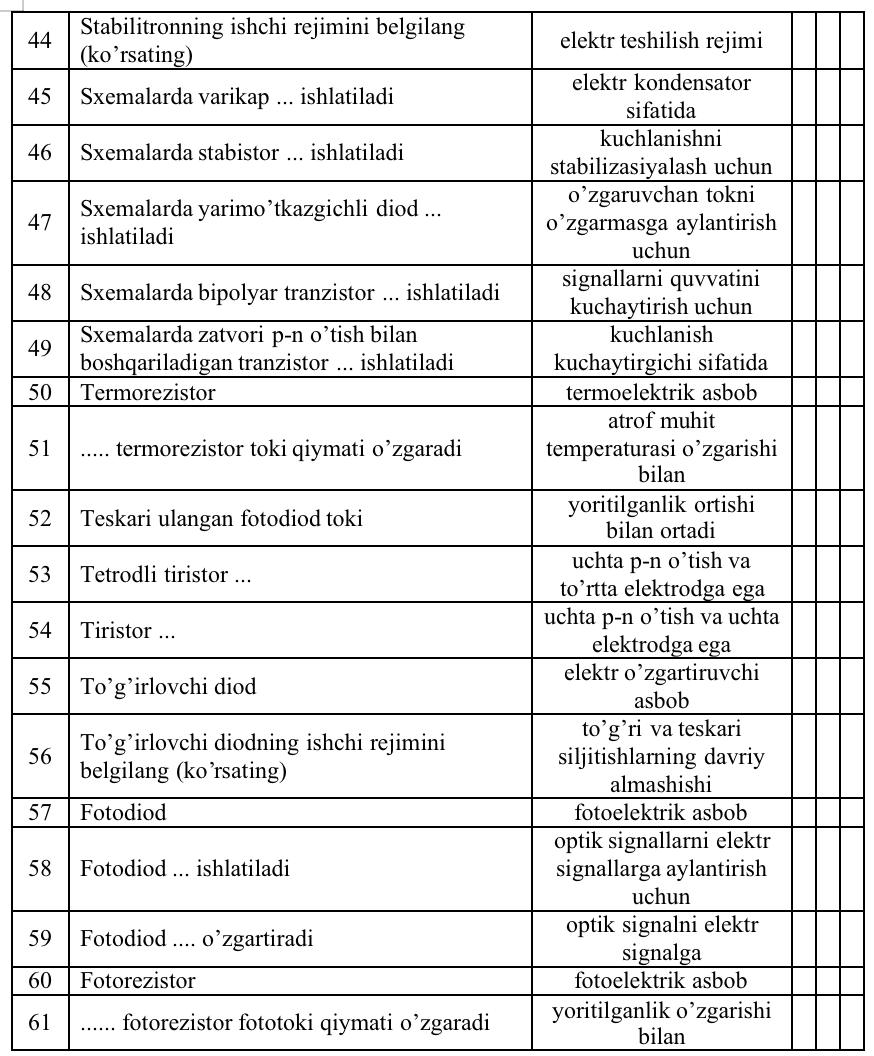 44
Stabilitronning ishchi rejimini belgilang
(ko’rsating)
elektr teshilish rejimi
45
Sxemalarda varikap ... ishlatiladi
elektr kondensator
sifatida
46
Sxemalarda stabistor ... ishlatiladi
kuchlanishni
stabilizasiyalash uchun
47
Sxemalarda yarimo’tkazgichli diod ...
ishlatiladi
o’zgaruvchan tokni
o’zgarmasga aylantirish
uchun
48
Sxemalarda bipolyar tranzistor ... ishlatiladi
signallarni quvvatini
kuchaytirish uchun
49
Sxemalarda zatvori p-n o’tish bilan
boshqariladigan tranzistor ... ishlatiladi
kuchlanish
kuchaytirgichi sifatida
50
Termorezistor
termoelektrik asbob
51
..... termorezistor toki qiymati o’zgaradi
atrof muhit
temperaturasi o’zgarishi
bilan
52
Teskari ulangan fotodiod toki
yoritilganlik ortishi
bilan ortadi
53
Tetrodli tiristor ...
uchta p-n o’tish va
to’rtta elektrodga ega
54
Tiristor ...
uchta p-n o’tish va uchta
elektrodga ega
55
To’g’irlovchi diod
elektr o’zgartiruvchi
asbob
56
To’g’irlovchi diodning ishchi rejimini
belgilang (ko’rsating)
to’g’ri va teskari
siljitishlarning davriy
almashishi
57
Fotodiod
fotoelektrik asbob
58
Fotodiod ... ishlatiladi
optik signallarni elektr
signallarga aylantirish
uchun
59
Fotodiod .... o’zgartiradi
optik signalni elektr
signalga
60
Fotorezistor
fotoelektrik asbob
61
...... fotorezistor fototoki qiymati o’zgaradi
yoritilganlik o’zgarishi
bilan